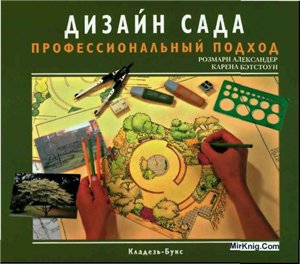 ДИЗАЙН САДА
ПРОФЕССИОНАЛЬНЫЙ ПОДХОД
РОЗМАРИ АЛЕКСАНДЕР
КАРЕНА БЭТСТОУН
Кладезь-Букс
MirKnig.Com